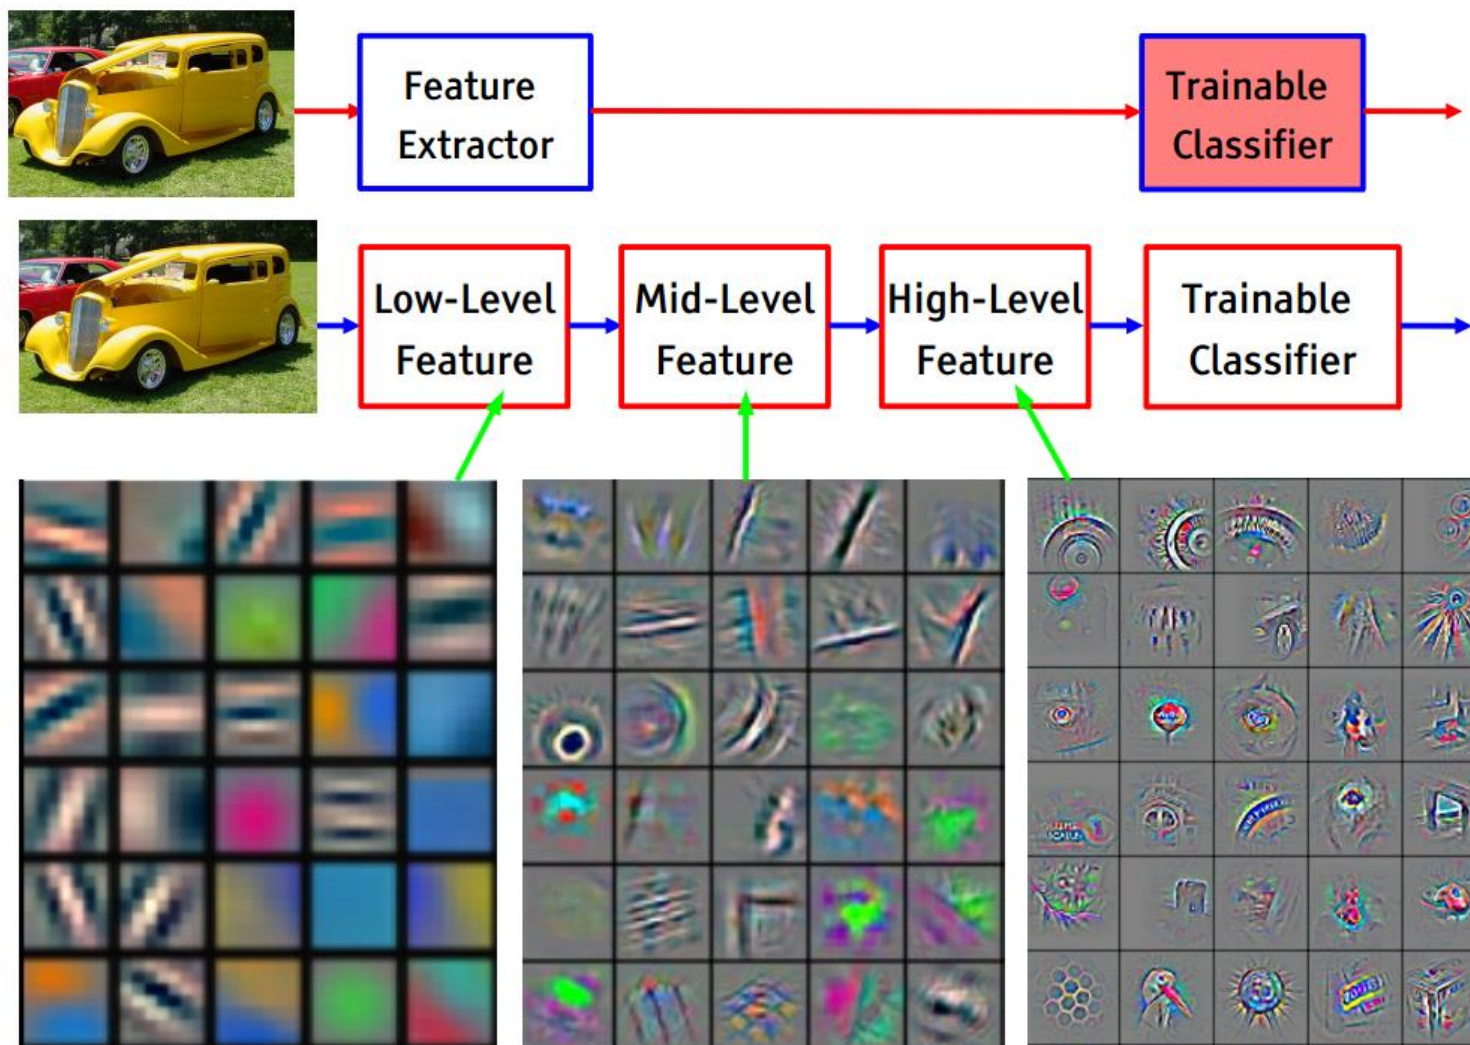 Feature
Extractor
Trainable
Classifier
Low-Level
Feature
Mid-Level
Feature
High-Level
Feature
Trainable
Classifier